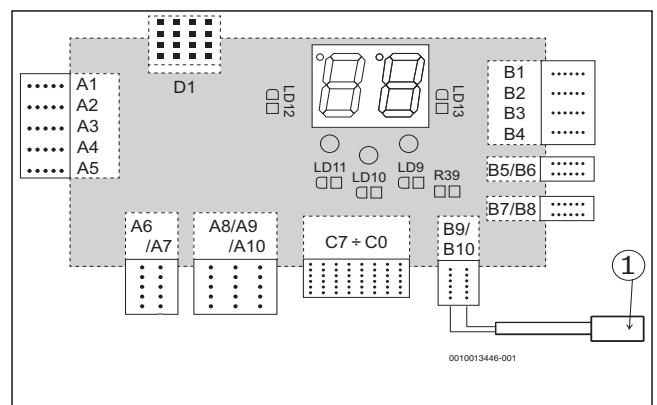 D1
A1
A2
A3
A4
A5
LD12
LD13
B1
B2
B3
B4
LD11
LD10
LD9
R39
B5/B6
B7/B8
A6
/A7
A8/A9
/A10
C7 ÷ C0
B9/
B10
1
0010013446-001